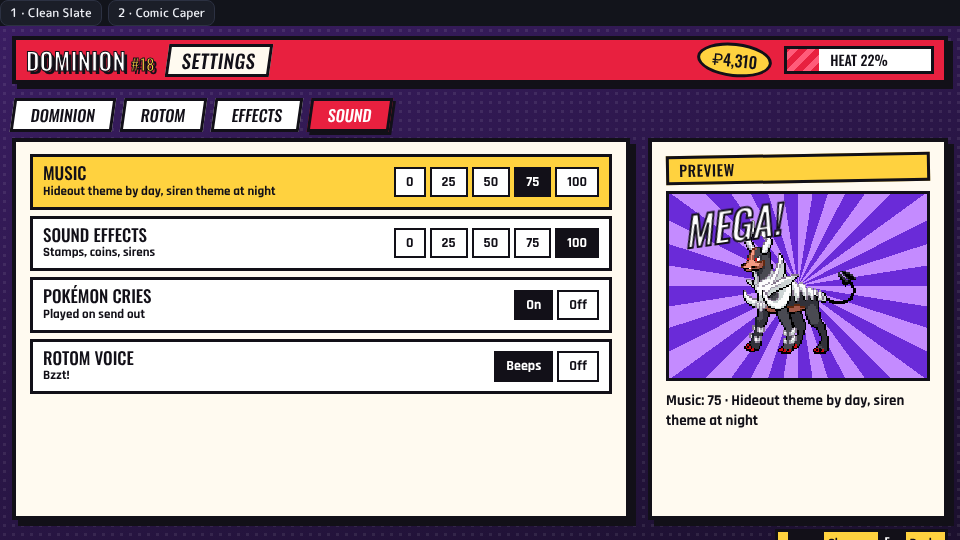 1 · Clean Slate
2 · Comic Caper
DOMINION #18 SETTINGS
₽4,310
HEAT 22%
DOMINION
ROTOM
EFFECTS
SOUND
MUSIC
Hideout theme by day, siren theme at night
0 25 50 75 100
SOUND EFFECTS
Stamps, coins, sirens
0 25 50 75 100
POKÉMON CRIES
Played on send out
On Off
ROTOM VOICE
Bzzt!
Beeps Off
PREVIEW
MEGA!
Music: 75 · Hideout theme by day, siren
theme at night